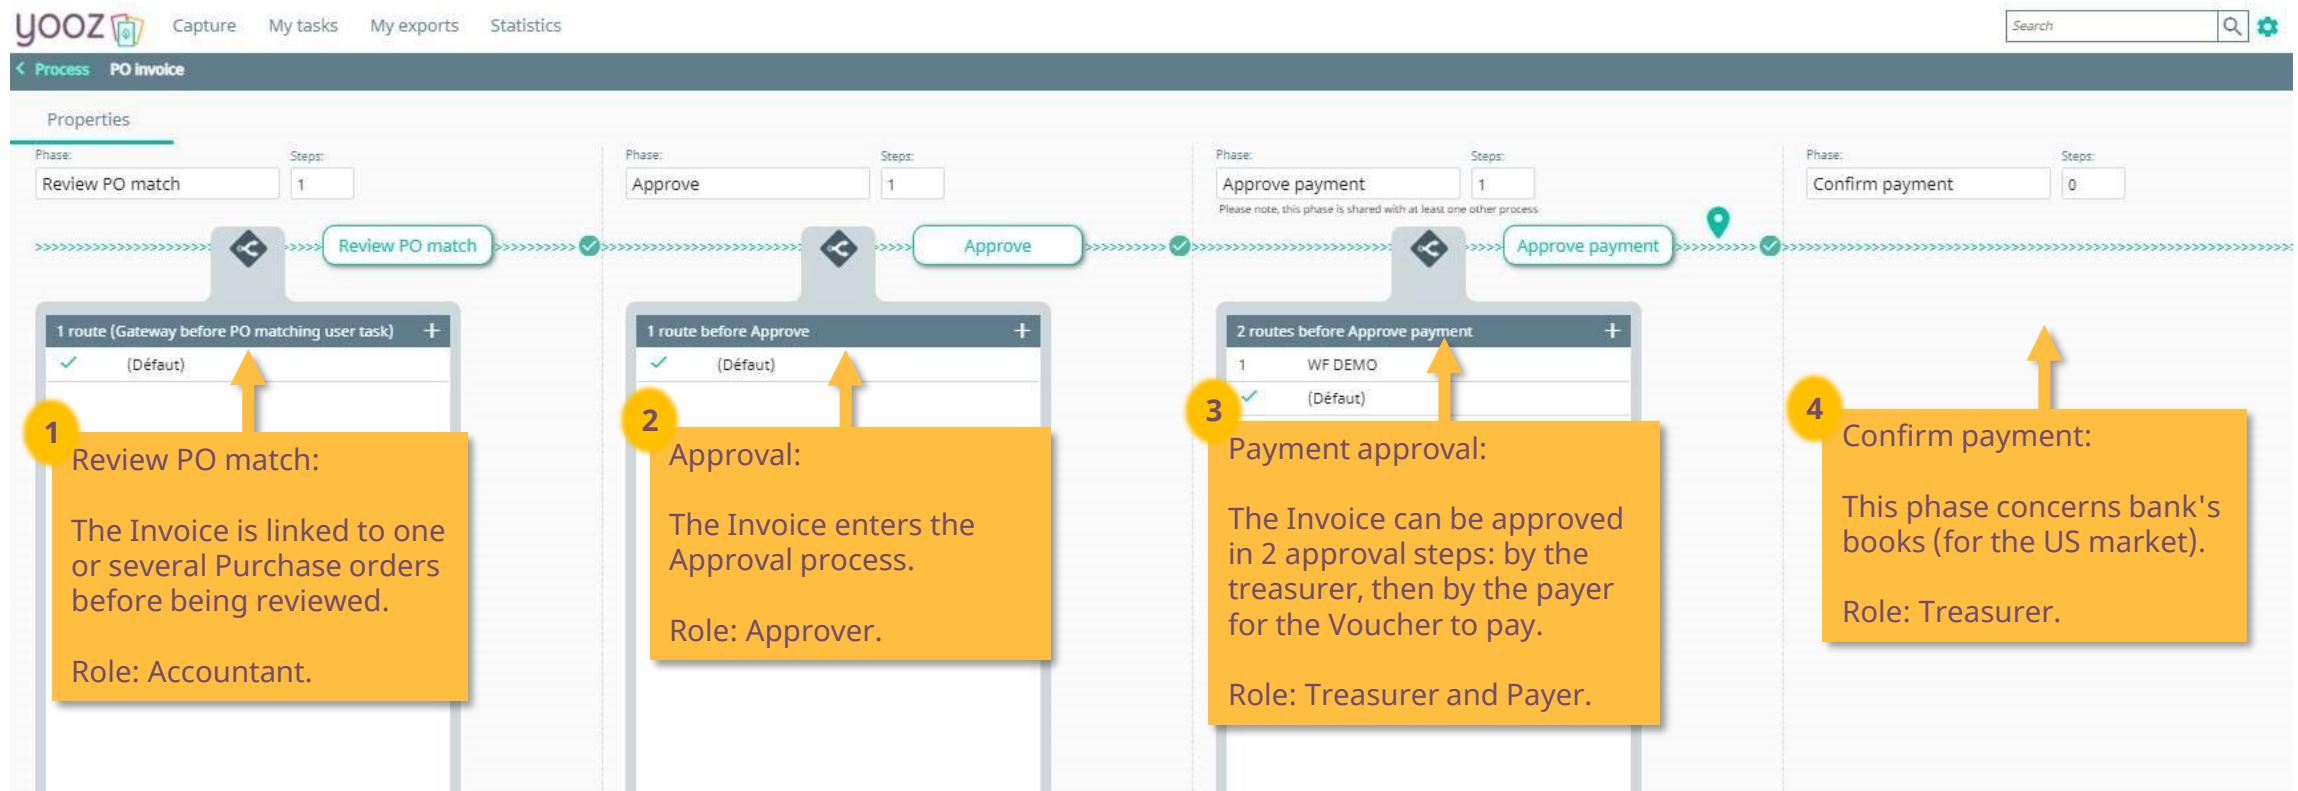 yooz Capture My tasks My exports Statistics Search
< Process PO invoice
Properties
Phase: Steps:
Review PO match 1
Phase: Steps:
Approve 1
Phase: Steps:
Approve payment 1
Please note, this phase is shared with at least one other process
Phase: Steps:
Confirm payment 0
Review PO match
Approve
Approve payment
1 route (Gateway before PO matching user task) +
(Défaut)
1
Review PO match:
The Invoice is linked to one
or several Purchase orders
before being reviewed.
Role: Accountant.
1 route before Approve +
(Défaut)
2
Approval:
The Invoice enters the
Approval process.
Role: Approver.
2 routes before Approve payment +
1 WF DEMO
(Défaut)
3
Payment approval:
The Invoice can be approved
in 2 approval steps: by the
treasurer, then by the payer
for the Voucher to pay.
Role: Treasurer and Payer.
4
Confirm payment:
This phase concerns bank's
books (for the US market).
Role: Treasurer.